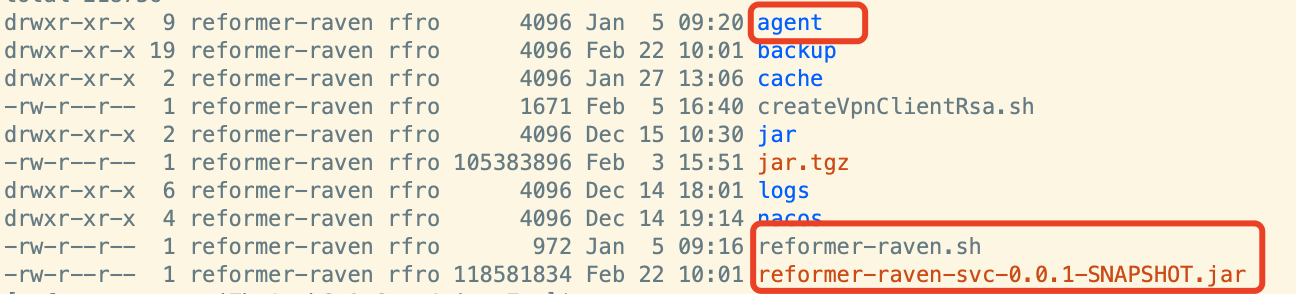 drwxr-xr-x  9 reformer-raven rfro      4096 Jan  5 09:20 agent
drwxr-xr-x 19 reformer-raven rfro      4096 Feb 22 10:01 backup
drwxr-xr-x  2 reformer-raven rfro      4096 Jan 27 13:06 cache
-rw-r--r--  1 reformer-raven rfro      1671 Feb  5 16:40 createVpnClientRsa.sh
drwxr-xr-x  2 reformer-raven rfro      4096 Dec 15 10:30 jar
-rw-r--r--  1 reformer-raven rfro 105383896 Feb  3 15:51 jar.tgz
drwxr-xr-x  6 reformer-raven rfro      4096 Dec 14 18:01 logs
drwxr-xr-x  4 reformer-raven rfro      4096 Dec 14 19:14 nacos
-rw-r--r--  1 reformer-raven rfro       972 Jan  5 09:16 reformer-raven.sh
-rw-r--r--  1 reformer-raven rfro 118581834 Feb 22 10:01 reformer-raven-svc-0.0.1-SNAPSHOT.jar